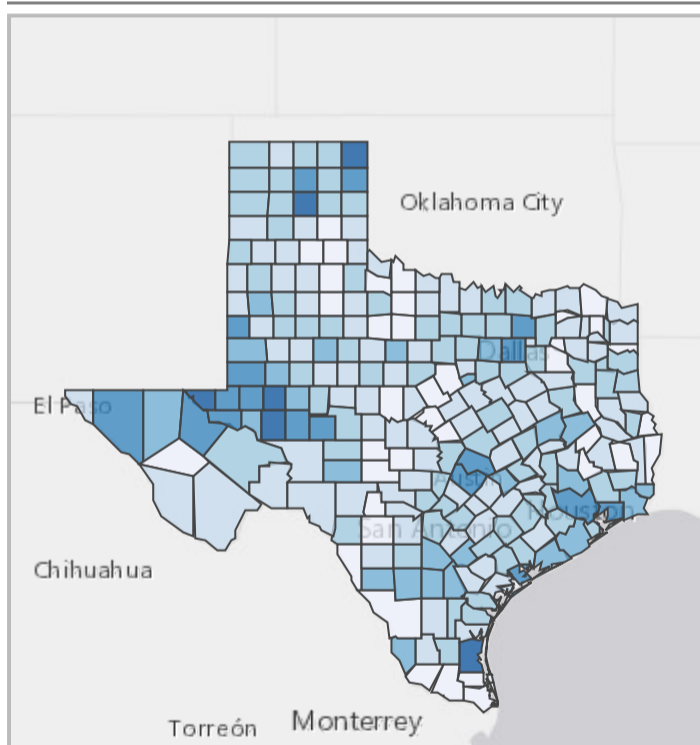 Oklahoma City
Dallas
El Paso
Austin
Houston
San Antonio
Chihuahua
Torreón
Monterrey